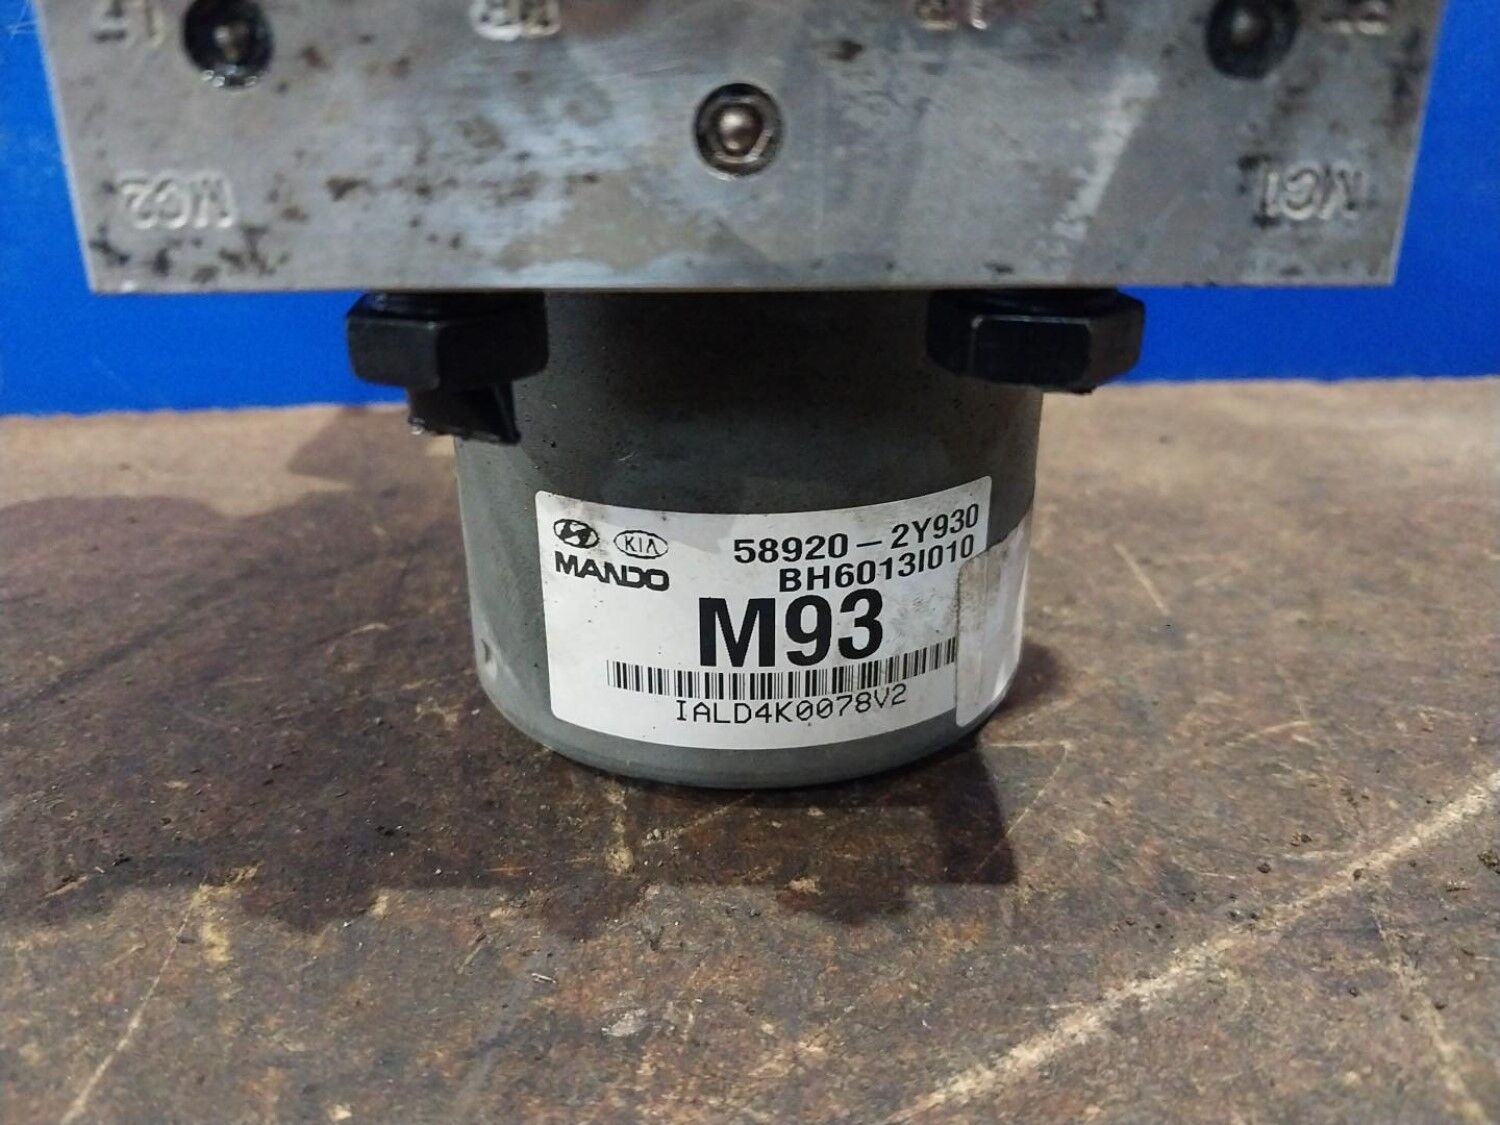 MC2
MC1
KIA
MANDO
58920-2Y930
BH6013I010
M93
IALD4K0078V2